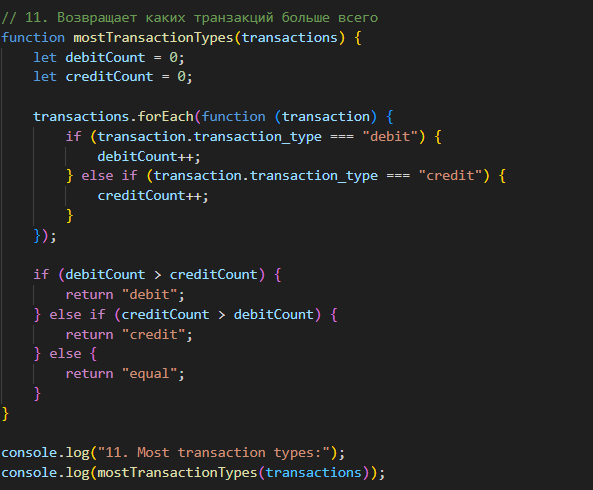 // 11. Возвращает каких транзакций больше всего
function mostTransactionTypes(transactions) {
    let debitCount = 0;
    let creditCount = 0;

    transactions.forEach(function (transaction) {
        if (transaction.transaction_type === "debit") {
            debitCount++;
        } else if (transaction.transaction_type === "credit") {
            creditCount++;
        }
    });

    if (debitCount > creditCount) {
        return "debit";
    } else if (creditCount > debitCount) {
        return "credit";
    } else {
        return "equal";
    }
}

console.log("11. Most transaction types:");
console.log(mostTransactionTypes(transactions));